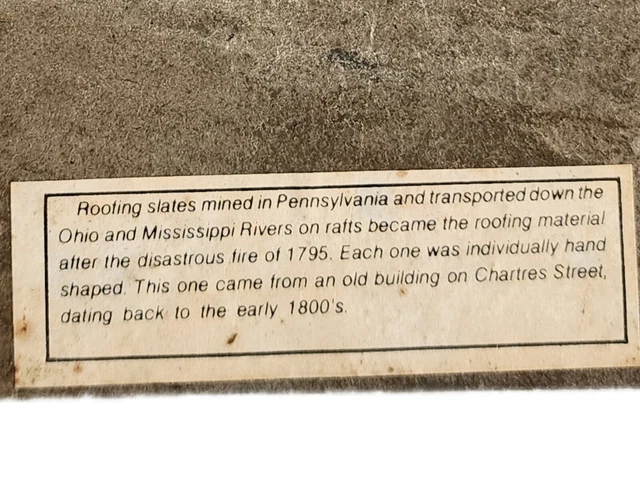 Roofing slates mined in Pennsylvania and transported down the
Ohio and Mississippi Rivers on rafts became the roofing material
after the disastrous fire of 1795. Each one was individually hand
shaped. This one came from an old building on Chartres Street,
dating back to the early 1800's.